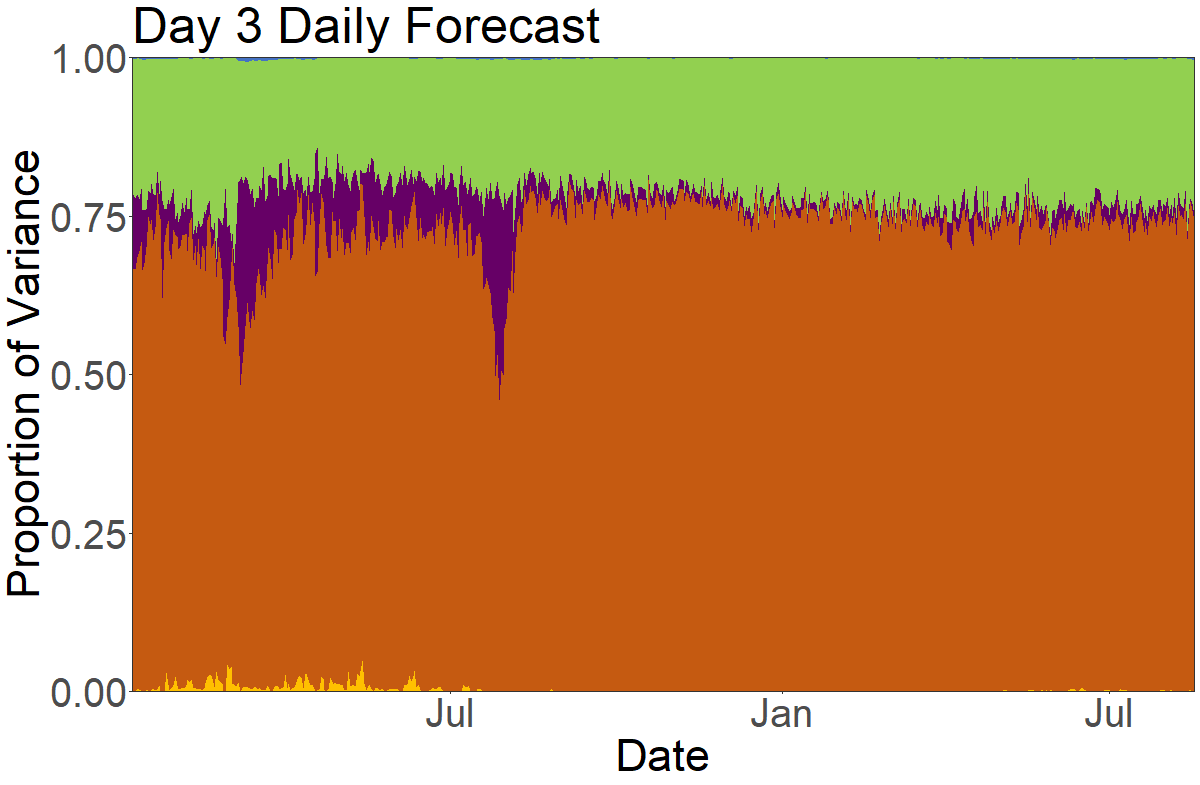 Day 3 Daily Forecast
Proportion of Variance
1.00
0.75
0.50
0.25
0.00
Jul
Jan
Jul
Date